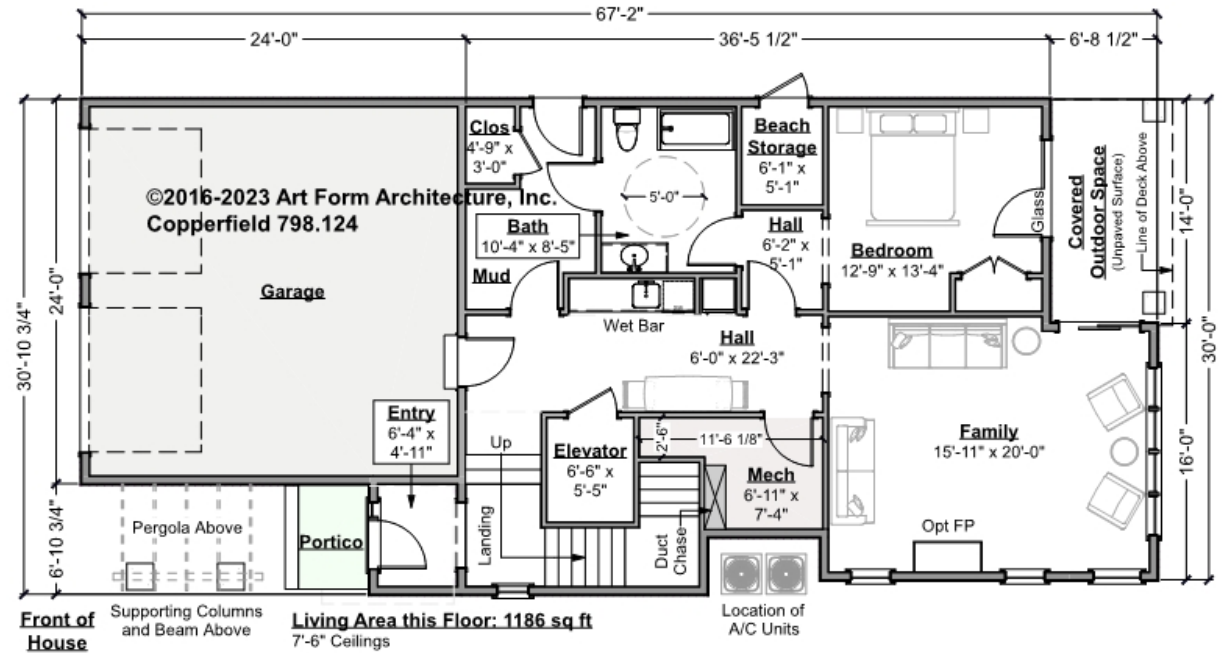 67'-2"
24'-0"
36'-5 1/2"
6'-8 1/2"
Clos
4'-9" x
3'-0"
Beach
Storage
6'-1" x
5'-1"
©2016-2023 Art Form Architecture, Inc.
Copperfield 798.124
5'-0"
Bath
10'-4" x 8'-5"
Hall
6'-2" x
5'-1"
Bedroom
12'-9" x 13'-4"
Glass
Covered
Outdoor Space
(Unpaved Surface)
Line of Deck Above
14'-0"
Mud
Garage
24'-0"
30'-10 3/4"
30'-0"
Wet Bar
Hall
6'-0" x 22'-3"
Entry
6'-4" x
4'-11"
Up
Elevator
6'-6" x
5'-5"
2'-6"
11'-6 1/8"
Mech
6'-11" x
7'-4"
Family
15'-11" x 20'-0"
16'-0"
Opt FP
Pergola Above
Portico
Landing
Duct
Chase
6'-10 3/4"
Front of
House
Supporting Columns
and Beam Above
Living Area this Floor: 1186 sq ft
7'-6" Ceilings
Location of
A/C Units